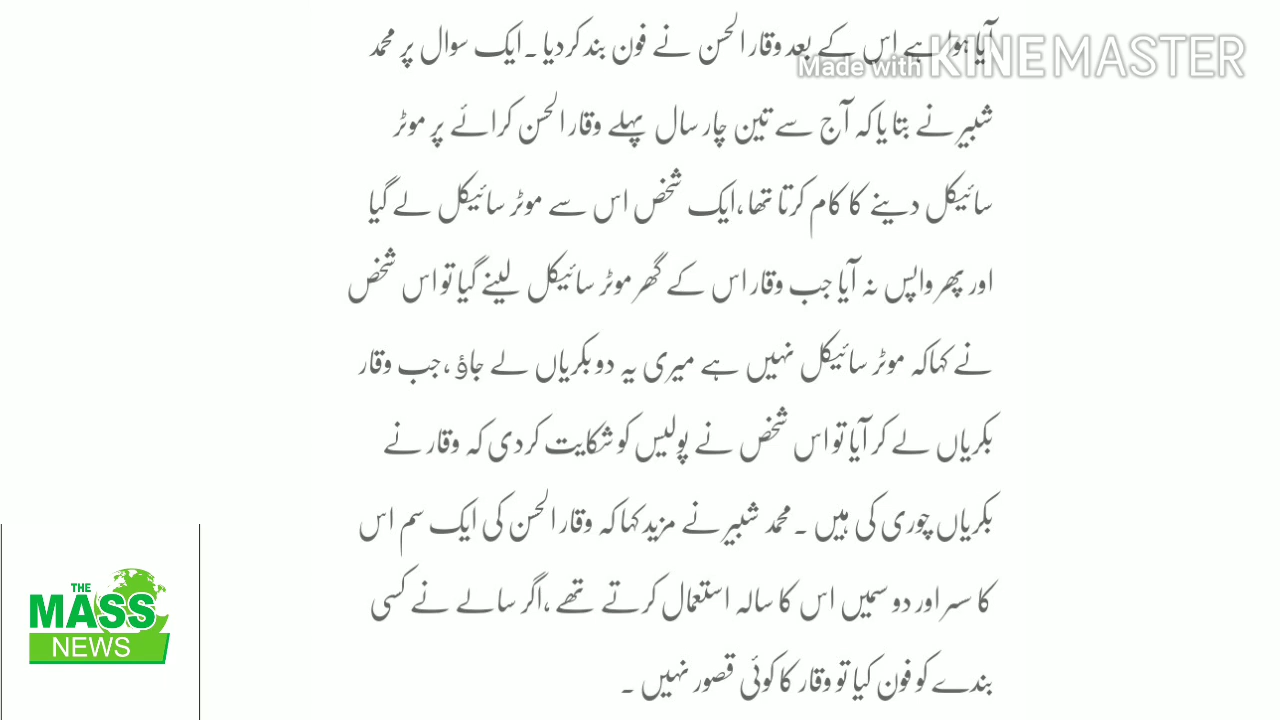 آیا ہوا ہے اس کے بعد وقار الحسن نے فون بند کردیا ۔ایک سوال پر محمد
Made with KINEMASTER
شبیر نے بتا یا کہ آج سے تین چار سال پہلے وقار الحسن کرائے پر موٹر
سائیکل دینے کا کام کرتا تھا ،ایک شخص اس سے موٹر سائیکل لے گیا
اور پھر واپس نہ آیا جب وقار اس کے گھر موٹر سائیکل لینے گیا تو اس شخص
نے کہا کہ موٹر سائیکل نہیں ہے میری یہ دو بکریاں لے جاؤ ،جب وقار
بکریاں لے کر آیا تو اس شخص نے پولیس کو شکایت کردی کہ وقار نے
بکریاں چوری کی ہیں ۔محمد شبیر نے مزید کہا کہ وقار الحسن کی ایک سم اس
کا سسر اور دو سمیں اس کا سالہ استعمال کرتے تھے ،اگر سالے نے کسی
بندے کو فون کیا تو وقار کا کوئی قصور نہیں ۔
THE
MASS
NEWS